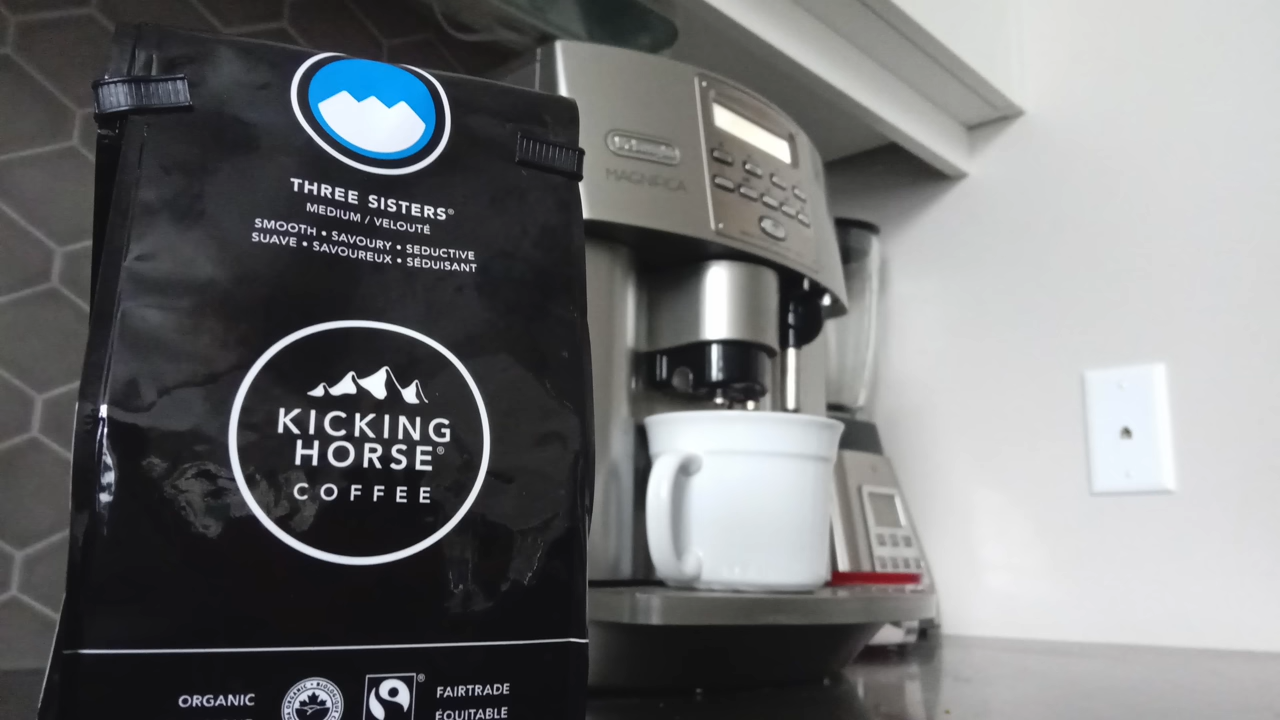 THREE SISTERS®
MEDIUM / VELOUTÉ
SMOOTH • SAVOURY • SEDUCTIVE
SUAVE • SAVOUREUX • SÉDUISANT
KICKING
HORSE®
COFFEE
ORGANIC
FAIRTRADE
ÉQUITABLE
DeLonghi
MAGNIFICA